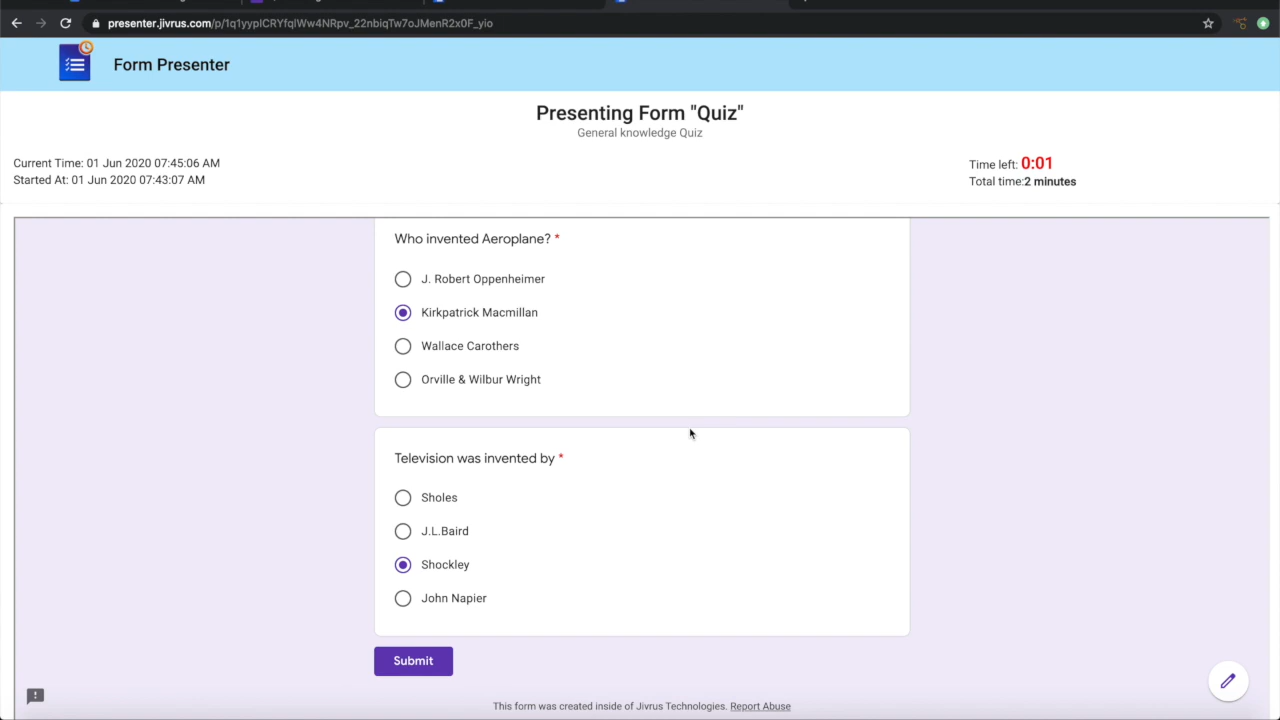 presenter.jivrus.com/p/1q1yypICRYfqIWw4NRpv_22nbiqTw7oJMenR2x0F_yio
Form Presenter
Presenting Form "Quiz"
General knowledge Quiz
Current Time: 01 Jun 2020 07:45:06 AM
Time left: 0:01
Started At: 01 Jun 2020 07:43:07 AM
Total time:2 minutes
Who invented Aeroplane? *
J. Robert Oppenheimer
Kirkpatrick Macmillan
Wallace Carothers
Orville & Wilbur Wright
Television was invented by *
Sholes
J.L.Baird
Shockley
John Napier
Submit
This form was created inside of Jivrus Technologies. Report Abuse